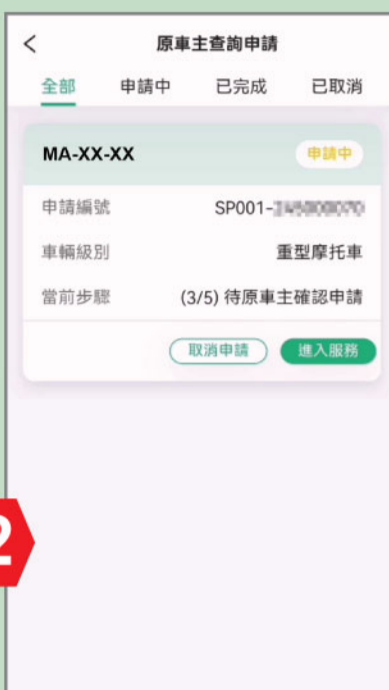 原車主查詢申請
全部 申請中 已完成 已取消
MA-XX-XX 申請中
申請編號 SP001-
車輛級別 重型摩托車
當前步驟 (3/5) 待原車主確認申請
取消申請 進入服務
2